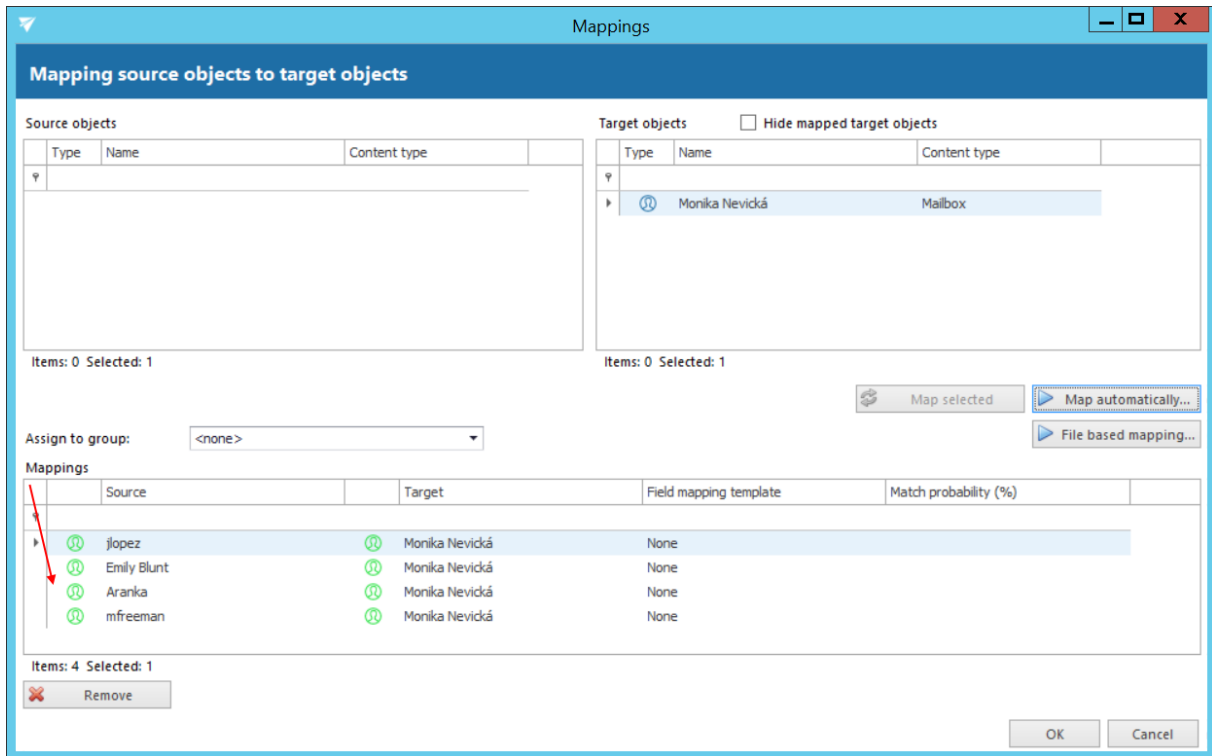 Mappings
Mapping source objects to target objects
Source objects
Type Name Content type
Items: 0 Selected: 1
Target objects Hide mapped target objects
Type Name Content type
Monika Nevická Mailbox
Items: 0 Selected: 1
Map selected Map automatically...
File based mapping...
Assign to group: <none>
Mappings
Source Target Field mapping template Match probability (%)
jlopez Monika Nevická None
Emily Blunt Monika Nevická None
Aranka Monika Nevická None
mfreeman Monika Nevická None
Items: 4 Selected: 1
Remove
OK Cancel